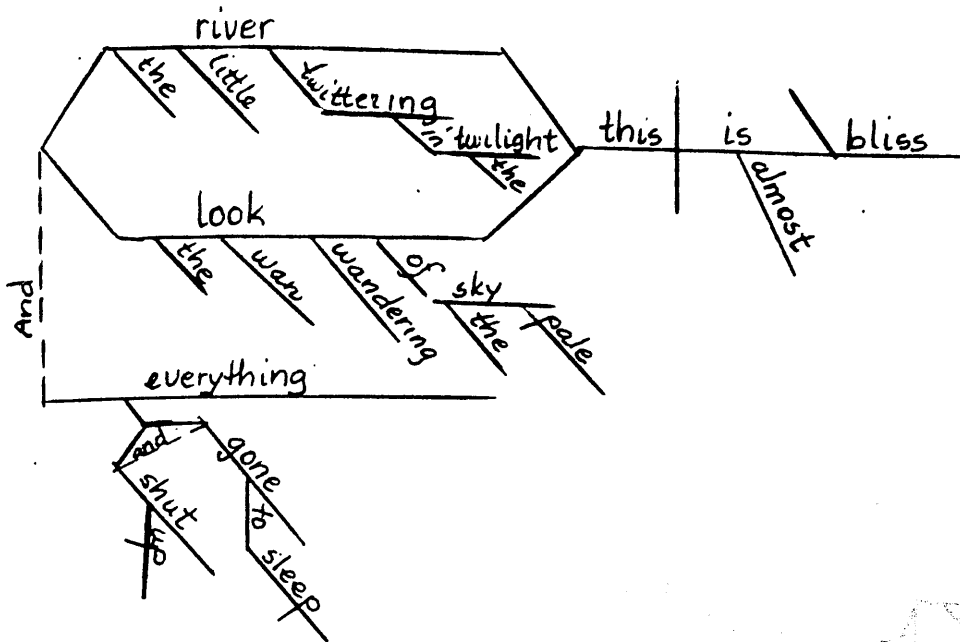 river
the
little
twittering
in
twilight
the
this
is
bliss
almost
look
the
wan
wandering
of
sky
the
pale
And
everything
and
shut
up
gone
to
sleep